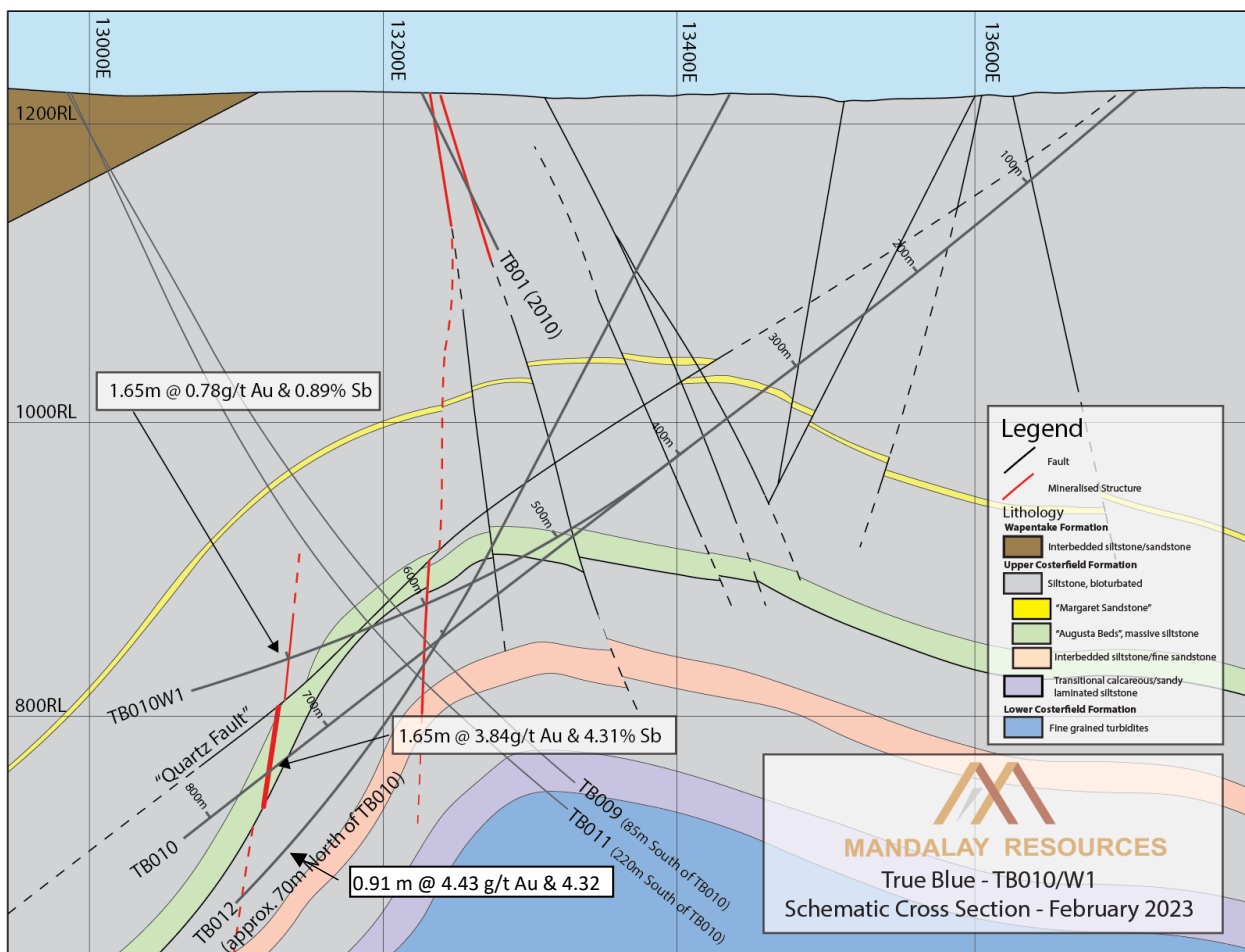 13000E
13200E
13400E
13600E
1200RL
100m
200m
TB01 (2010)
300m
1.65m @ 0.78g/t Au & 0.89% Sb
1000RL
400m
Legend
Fault
Mineralised Structure
Lithology
Wapentake Formation
Interbedded siltstone/sandstone
Upper Costerfield Formation
Siltstone, bioturbated
"Margaret Sandstone"
"Augusta Beds", massive siltstone
Interbedded siltstone/fine sandstone
Transitional calcareous/sandy
laminated siltstone
Lower Costerfield Formation
Fine grained turbidites
500m
600m
TB010W1
700m
800RL
"Quartz Fault"
1.65m @ 3.84g/t Au & 4.31% Sb
800m
TB010
TB009 (85m South of TB010)
TB011 (220m South of TB010)
TB012
(approx. 70m North of TB010)
0.91 m @ 4.43 g/t Au & 4.32
MANDALAY RESOURCES
True Blue - TB010/W1
Schematic Cross Section - February 2023